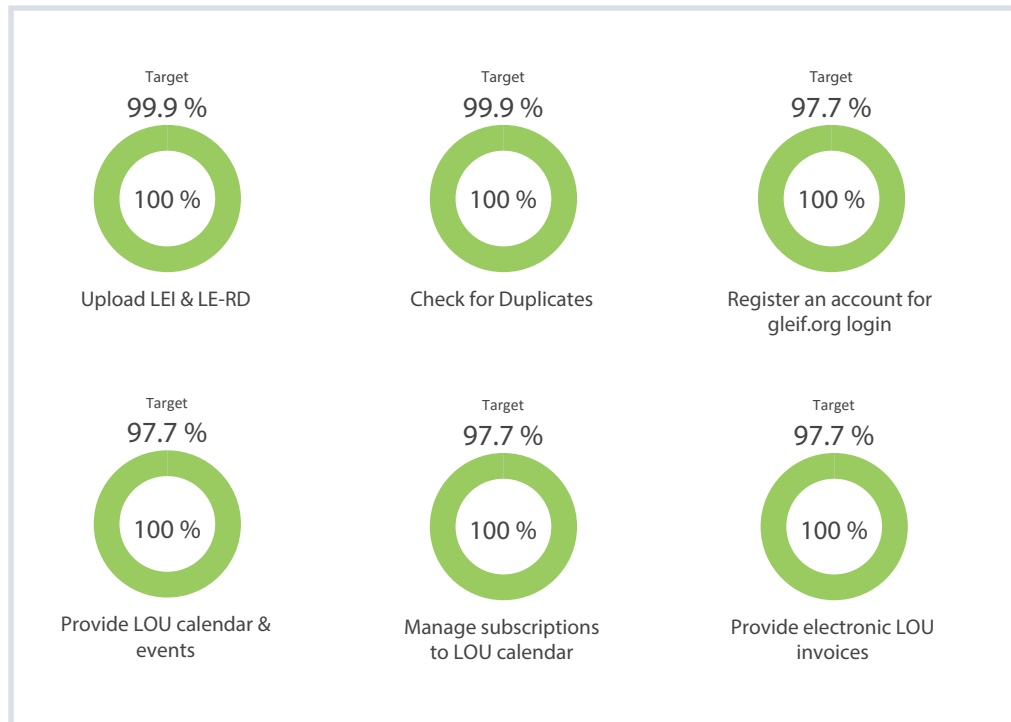 Target
99.9 %
100 %
Upload LEI & LE-RD
Target
99.9 %
100 %
Check for Duplicates
Target
97.7 %
100 %
Register an account for
gleif.org login
Target
97.7 %
100 %
Provide LOU calendar &
events
Target
97.7 %
100 %
Manage subscriptions
to LOU calendar
Target
97.7 %
100 %
Provide electronic LOU
invoices